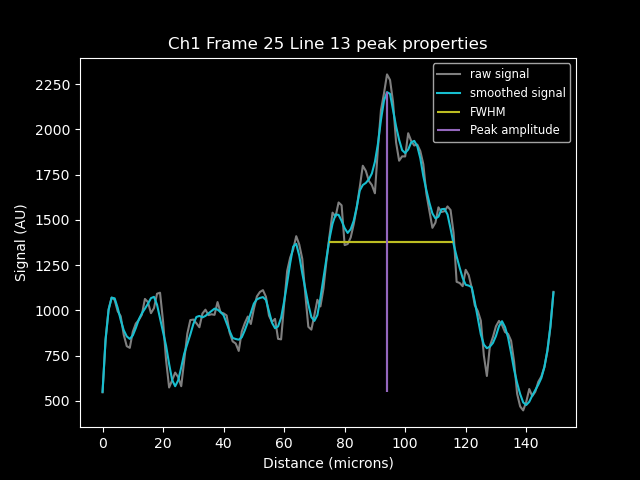 Ch1 Frame 25 Line 13 peak properties
raw signal
smoothed signal
FWHM
Peak amplitude
Signal (AU)
2250
2000
1750
1500
1250
1000
750
500
0 20 40 60 80 100 120 140
Distance (microns)